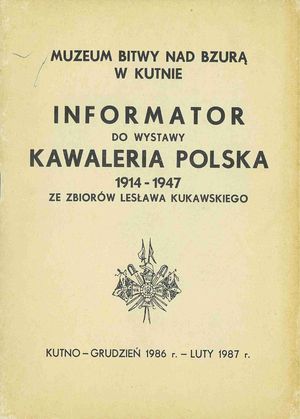 MUZEUM BITWY NAD BZURĄ
W KUTNIE
INFORMATOR
DO WYSTAWY
KAWALERIA POLSKA
1914-1947
ZE ZBIORÓW LESŁAWA KUKAWSKIEGO
KUTNO – GRUDZIEŃ 1986 r. – LUTY 1987 r.